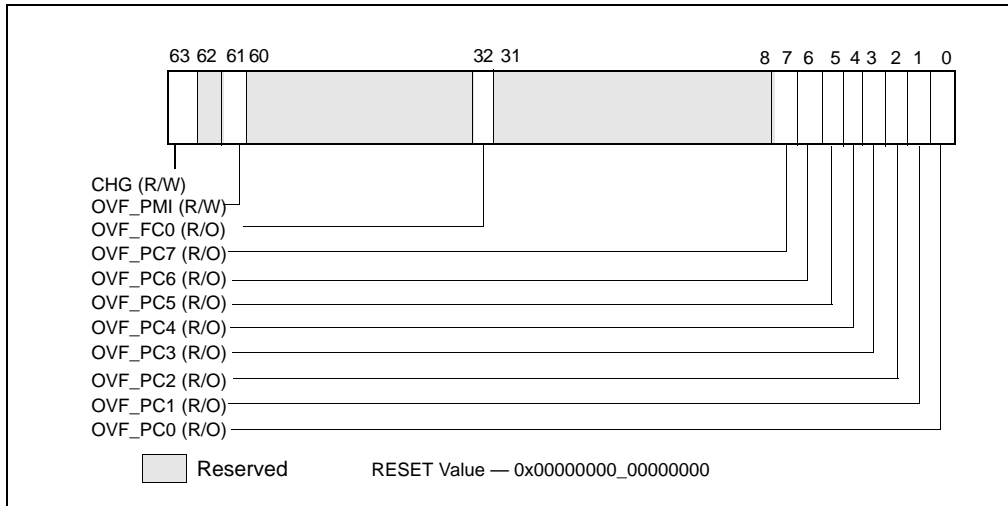 63 62 61 60 32 31 8 7 6 5 4 3 2 1 0
CHG (R/W)
OVF_PMI (R/W)
OVF_FC0 (R/O)
OVF_PC7 (R/O)
OVF_PC6 (R/O)
OVF_PC5 (R/O)
OVF_PC4 (R/O)
OVF_PC3 (R/O)
OVF_PC2 (R/O)
OVF_PC1 (R/O)
OVF_PC0 (R/O)
Reserved RESET Value — 0x00000000_00000000